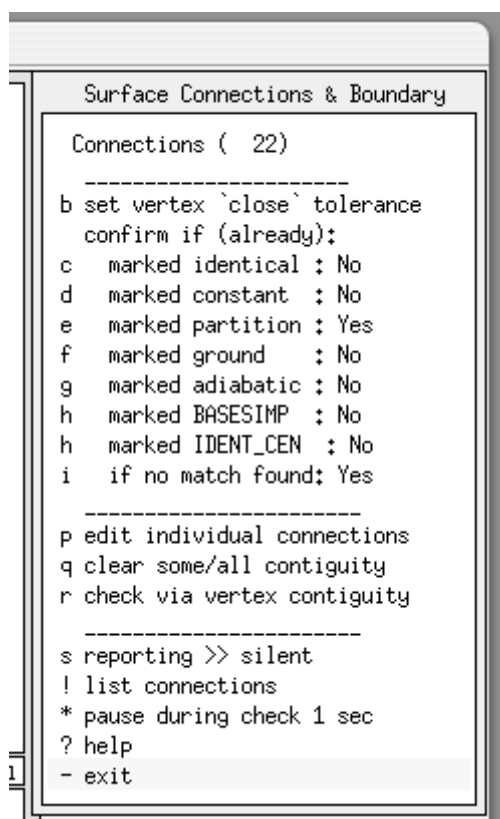 Surface Connections & Boundary
Connections (  22)
b set vertex `close` tolerance
confirm if (already):
c   marked identical : No
d   marked constant  : No
e   marked partition : Yes
f   marked ground    : No
g   marked adiabatic : No
h   marked BASESIMP  : No
h   marked IDENT_CEN  : No
i   if no match found: Yes
p edit individual connections
q clear some/all contiguity
r check via vertex contiguity
s reporting >> silent
! list connections
* pause during check 1 sec
? help
- exit